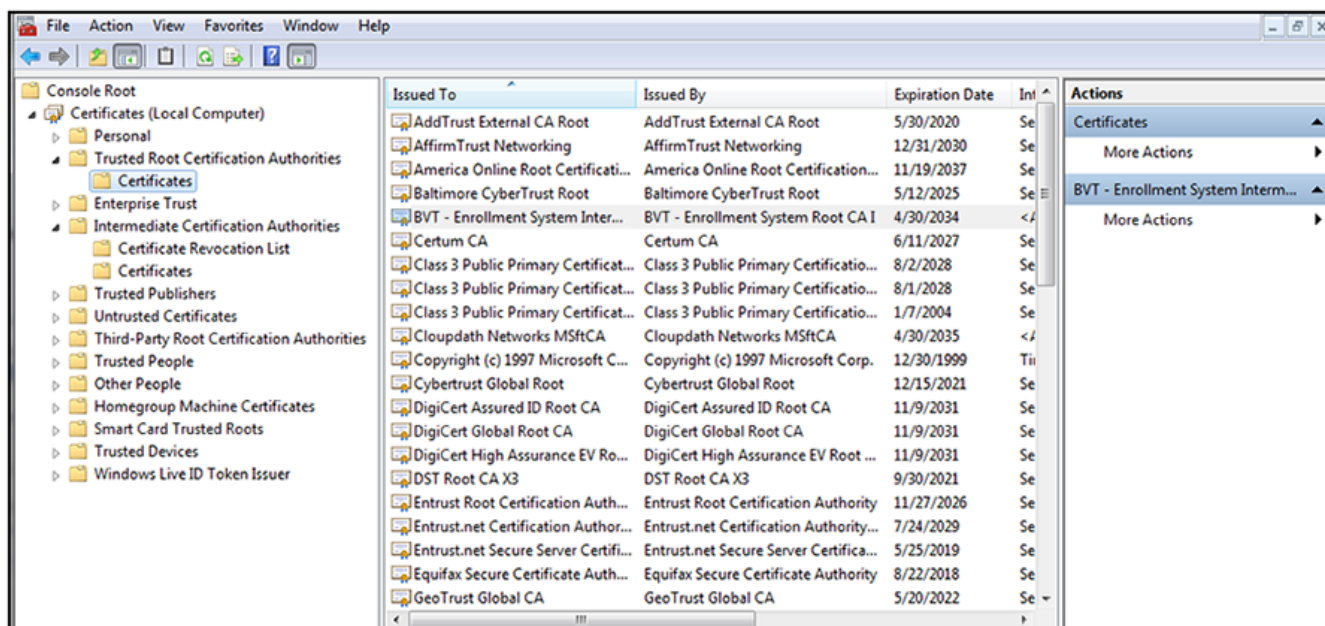 File Action View Favorites Window Help
Console Root
Certificates (Local Computer)
Personal
Trusted Root Certification Authorities
Certificates
Enterprise Trust
Intermediate Certification Authorities
Certificate Revocation List
Certificates
Trusted Publishers
Untrusted Certificates
Third-Party Root Certification Authorities
Trusted People
Other People
Homegroup Machine Certificates
Smart Card Trusted Roots
Trusted Devices
Windows Live ID Token Issuer
Issued To Issued By Expiration Date Int
AddTrust External CA Root AddTrust External CA Root 5/30/2020 Se
AffirmTrust Networking AffirmTrust Networking 12/31/2030 Se
America Online Root Certificati... America Online Root Certification... 11/19/2037 Se
Baltimore CyberTrust Root Baltimore CyberTrust Root 5/12/2025 Se
BVT - Enrollment System Inter... BVT - Enrollment System Root CA I 4/30/2034 <A
Certum CA Certum CA 6/11/2027 Se
Class 3 Public Primary Certificat... Class 3 Public Primary Certificatio... 8/2/2028 Se
Class 3 Public Primary Certificat... Class 3 Public Primary Certificatio... 8/1/2028 Se
Class 3 Public Primary Certificat... Class 3 Public Primary Certificatio... 1/7/2004 Se
Cloupdath Networks MSftCA Cloupdath Networks MSftCA 4/30/2035 <A
Copyright (c) 1997 Microsoft C... Copyright (c) 1997 Microsoft Corp. 12/30/1999 Ti
Cybertrust Global Root Cybertrust Global Root 12/15/2021 Se
DigiCert Assured ID Root CA DigiCert Assured ID Root CA 11/9/2031 Se
DigiCert Global Root CA DigiCert Global Root CA 11/9/2031 Se
DigiCert High Assurance EV Ro... DigiCert High Assurance EV Root ... 11/9/2031 Se
DST Root CA X3 DST Root CA X3 9/30/2021 Se
Entrust Root Certification Auth... Entrust Root Certification Authority 11/27/2026 Se
Entrust.net Certification Author... Entrust.net Certification Authority... 7/24/2029 Se
Entrust.net Secure Server Certifi... Entrust.net Secure Server Certifica... 5/25/2019 Se
Equifax Secure Certificate Auth... Equifax Secure Certificate Authority 8/22/2018 Se
GeoTrust Global CA GeoTrust Global CA 5/20/2022 Se
Actions
Certificates
More Actions
BVT - Enrollment System Interm...
More Actions